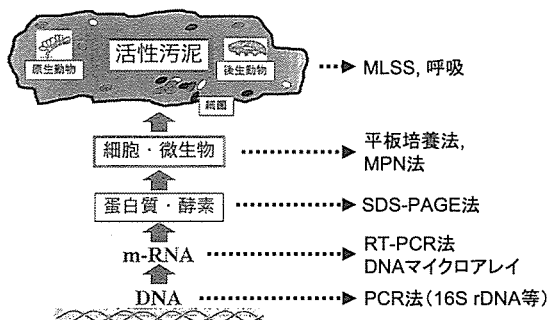 原生動物
活性汚泥
後生動物
細菌
MLSS, 呼吸
細胞・微生物
平板培養法,
MPN法
蛋白質・酵素
SDS-PAGE法
m-RNA
RT-PCR法
DNAマイクロアレイ
DNA
PCR法(16S rDNA等)